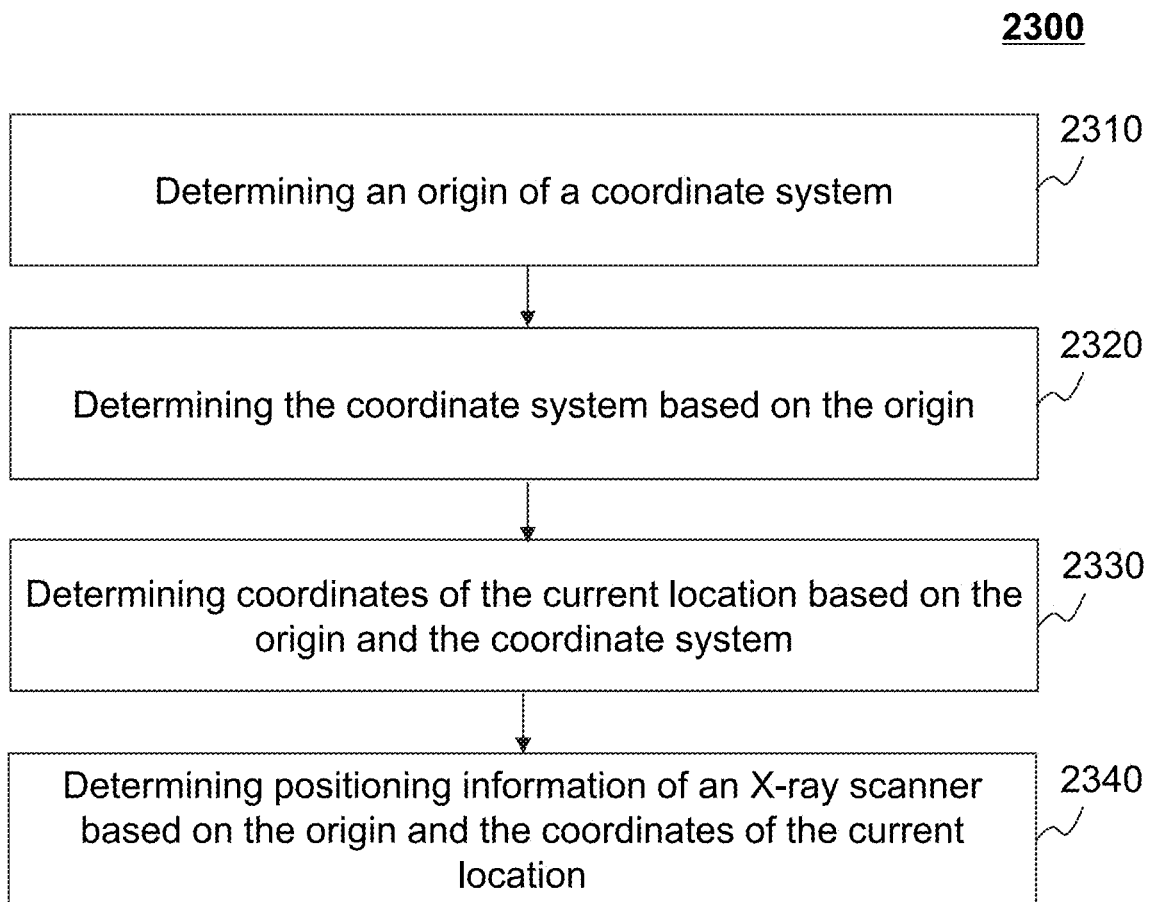 2300
2310
Determining an origin of a coordinate system
2320
Determining the coordinate system based on the origin
2330
Determining coordinates of the current location based on the
origin and the coordinate system
2340
Determining positioning information of an X-ray scanner
based on the origin and the coordinates of the current
location